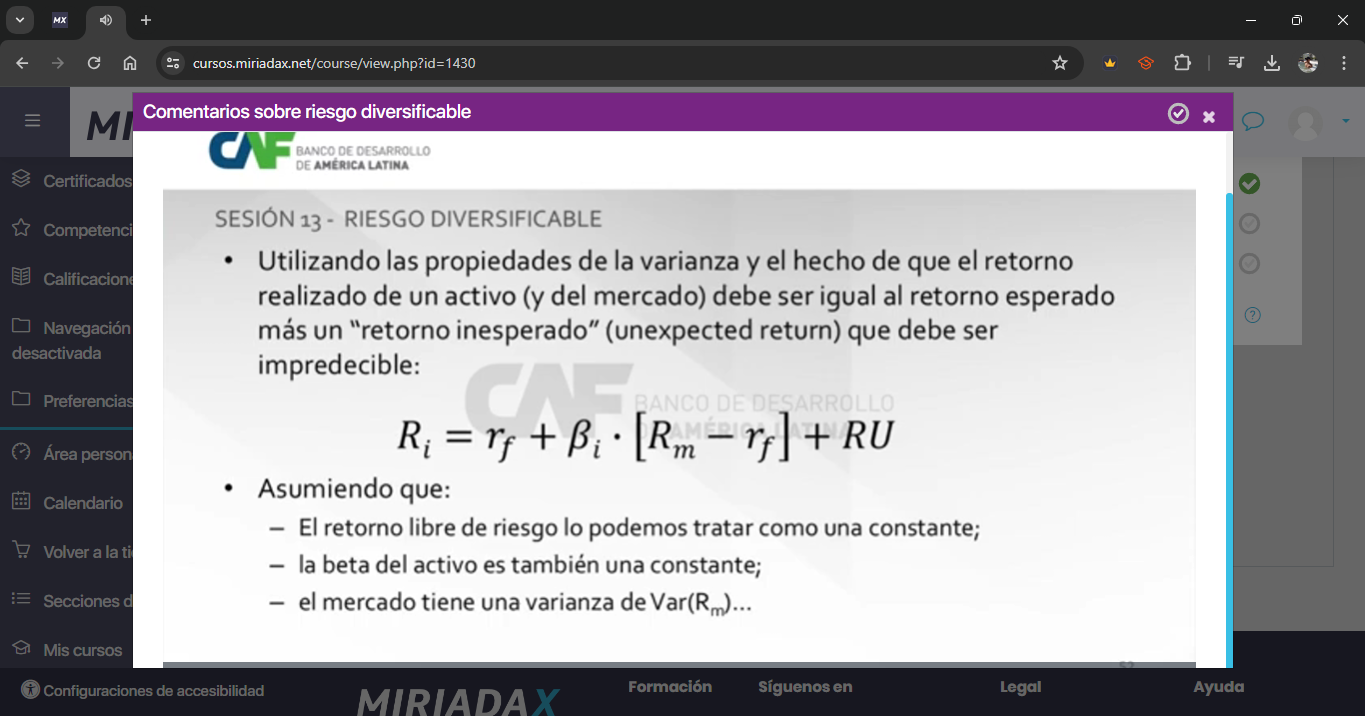 MX
cursos.miriadax.net/course/view.php?id=1430
Comentarios sobre riesgo diversificable
MIR
CAF BANCO DE DESARROLLO
DE AMÉRICA LATINA
Certificados
Competenci
Calificacione
Navegación
desactivada
Preferencias
Área person
Calendario
Volver a la ti
Secciones d
Mis cursos
SESIÓN 13 - RIESGO DIVERSIFICABLE
• Utilizando las propiedades de la varianza y el hecho de que el retorno
realizado de un activo (y del mercado) debe ser igual al retorno esperado
más un “retorno inesperado” (unexpected return) que debe ser
impredecible:
CAF BANCO DE DESARROLLO
DE AMÉRICA LATINA
R_i = r_f + β_i · [R_m − r_f] + RU
• Asumiendo que:
– El retorno libre de riesgo lo podemos tratar como una constante;
– la beta del activo es también una constante;
– el mercado tiene una varianza de Var(R_m)...
Configuraciones de accesibilidad
MIRIADAX
Formación
Síguenos en
Legal
Ayuda